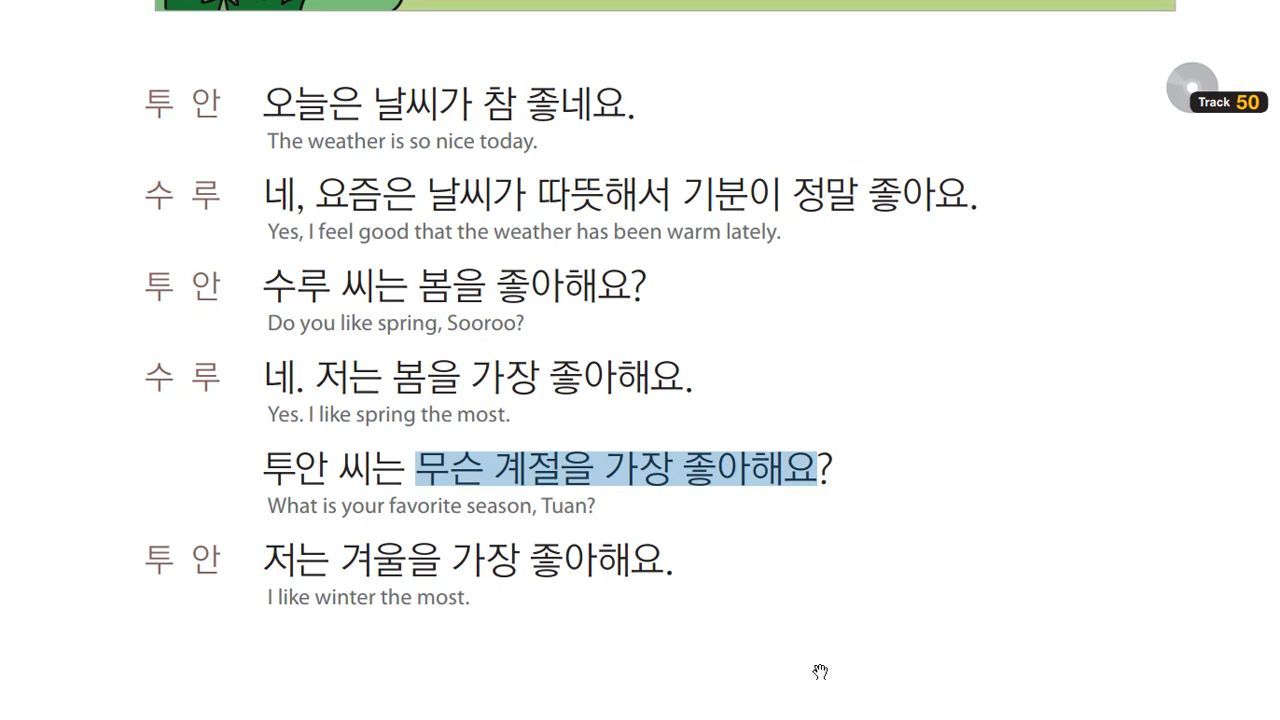 Track 50
투 안 오늘은 날씨가 참 좋네요.
The weather is so nice today.
수 루 네, 요즘은 날씨가 따뜻해서 기분이 정말 좋아요.
Yes, I feel good that the weather has been warm lately.
투 안 수루 씨는 봄을 좋아해요?
Do you like spring, Sooroo?
수 루 네. 저는 봄을 가장 좋아해요.
Yes. I like spring the most.
투안 씨는 무슨 계절을 가장 좋아해요?
What is your favorite season, Tuan?
투 안 저는 겨울을 가장 좋아해요.
I like winter the most.